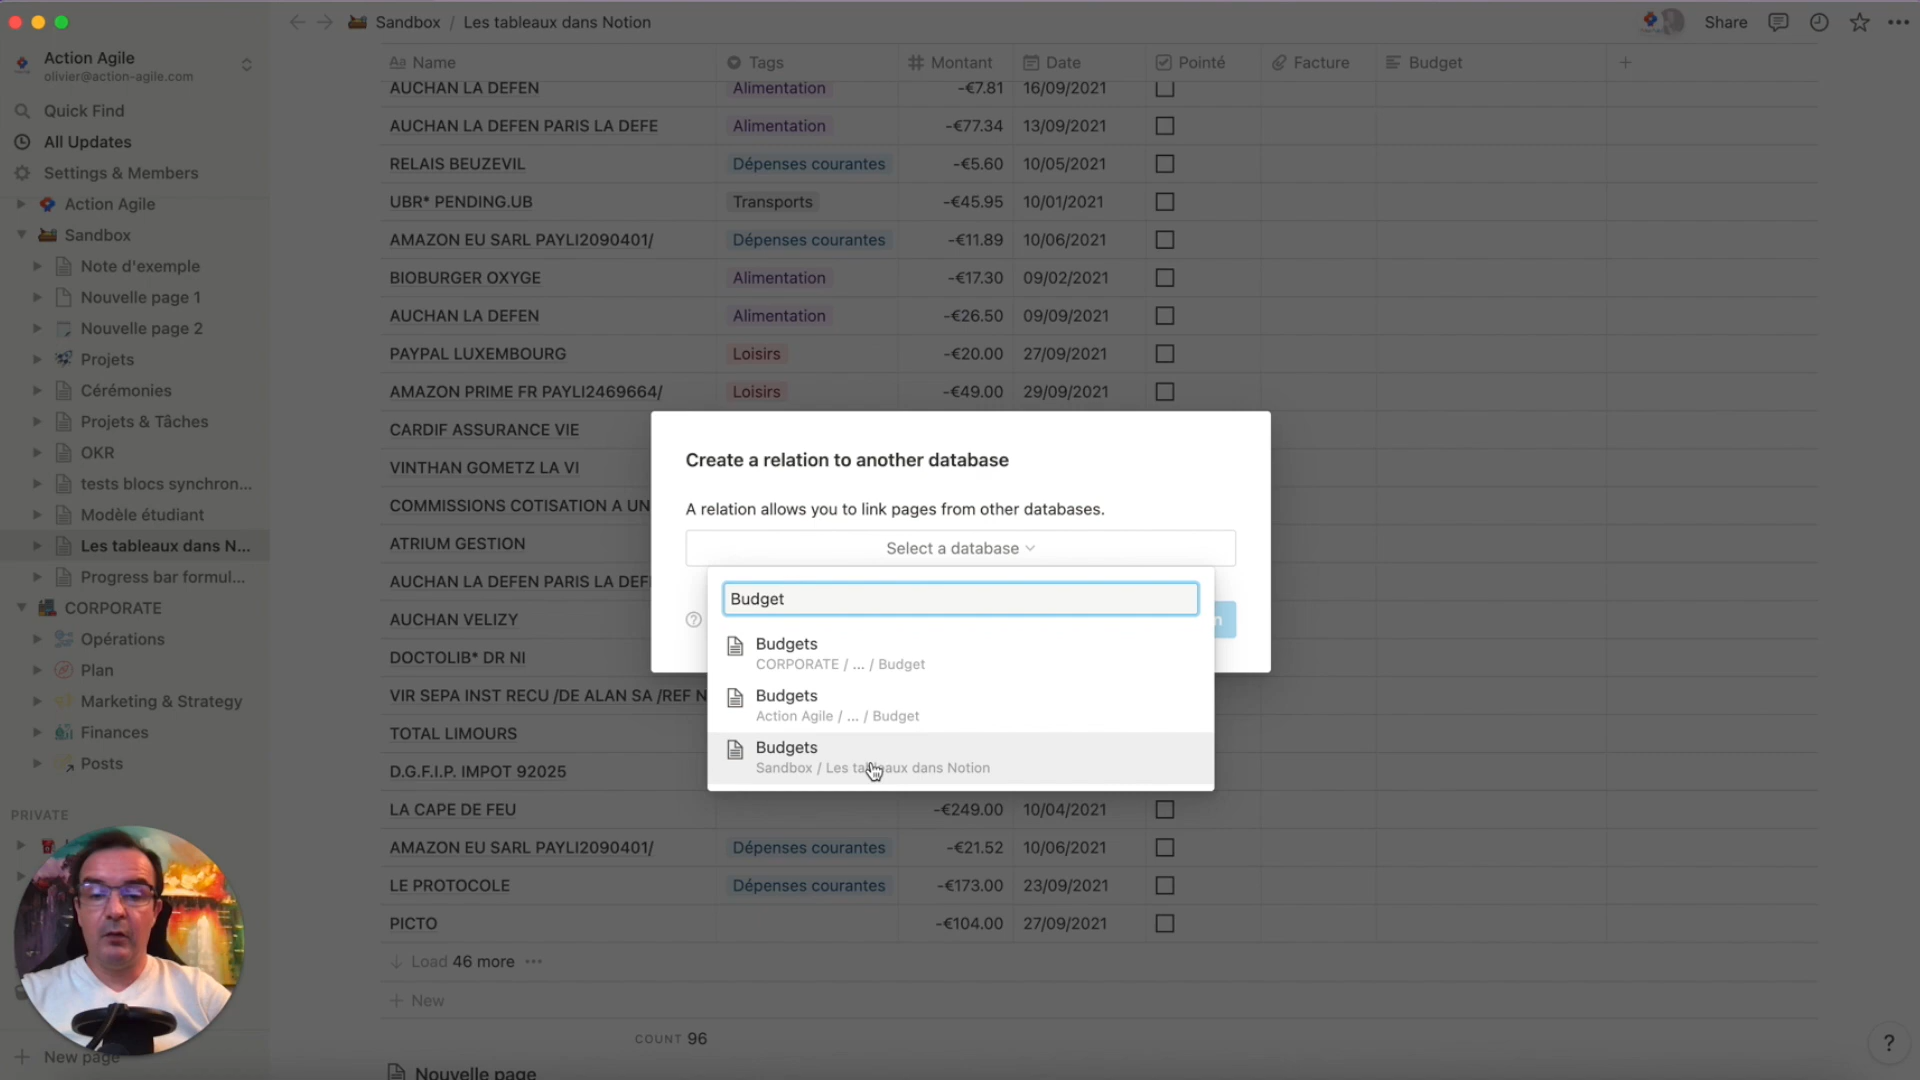 Sandbox / Les tableaux dans Notion
Share
Action Agile
olivier@action-agile.com
Quick Find
All Updates
Settings & Members
Action Agile
Sandbox
Note d'exemple
Nouvelle page 1
Nouvelle page 2
Projets
Cérémonies
Projets & Tâches
OKR
tests blocs synchron...
Modèle étudiant
Les tableaux dans N...
Progress bar formul...
CORPORATE
Opérations
Plan
Marketing & Strategy
Finances
Posts
PRIVATE
New page
Aa Name Tags Montant Date Pointé Facture Budget
AUCHAN LA DEFEN Alimentation -€7.81 16/09/2021
AUCHAN LA DEFEN PARIS LA DEFE Alimentation -€77.34 13/09/2021
RELAIS BEUZEVIL Dépenses courantes -€5.60 10/05/2021
UBR* PENDING.UB Transports -€45.95 10/01/2021
AMAZON EU SARL PAYLI2090401/ Dépenses courantes -€11.89 10/06/2021
BIOBURGER OXYGE Alimentation -€17.30 09/02/2021
AUCHAN LA DEFEN Alimentation -€26.50 09/09/2021
PAYPAL LUXEMBOURG Loisirs -€20.00 27/09/2021
AMAZON PRIME FR PAYLI2469664/ Loisirs -€49.00 29/09/2021
CARDIF ASSURANCE VIE
VINTHAN GOMETZ LA VI
COMMISSIONS COTISATION A UN
ATRIUM GESTION
AUCHAN LA DEFEN PARIS LA DEF
AUCHAN VELIZY
DOCTOLIB* DR NI
VIR SEPA INST RECU /DE ALAN SA /REF N
TOTAL LIMOURS
D.G.F.I.P. IMPOT 92025
LA CAPE DE FEU -€249.00 10/04/2021
AMAZON EU SARL PAYLI2090401/ Dépenses courantes -€21.52 10/06/2021
LE PROTOCOLE Dépenses courantes -€173.00 23/09/2021
PICTO -€104.00 27/09/2021
Load 46 more
New
COUNT 96
Nouvelle page
Create a relation to another database
A relation allows you to link pages from other databases.
Select a database
Budget
n
Budgets
CORPORATE / ... / Budget
Budgets
Action Agile / ... / Budget
Budgets
Sandbox / Les tableaux dans Notion
?